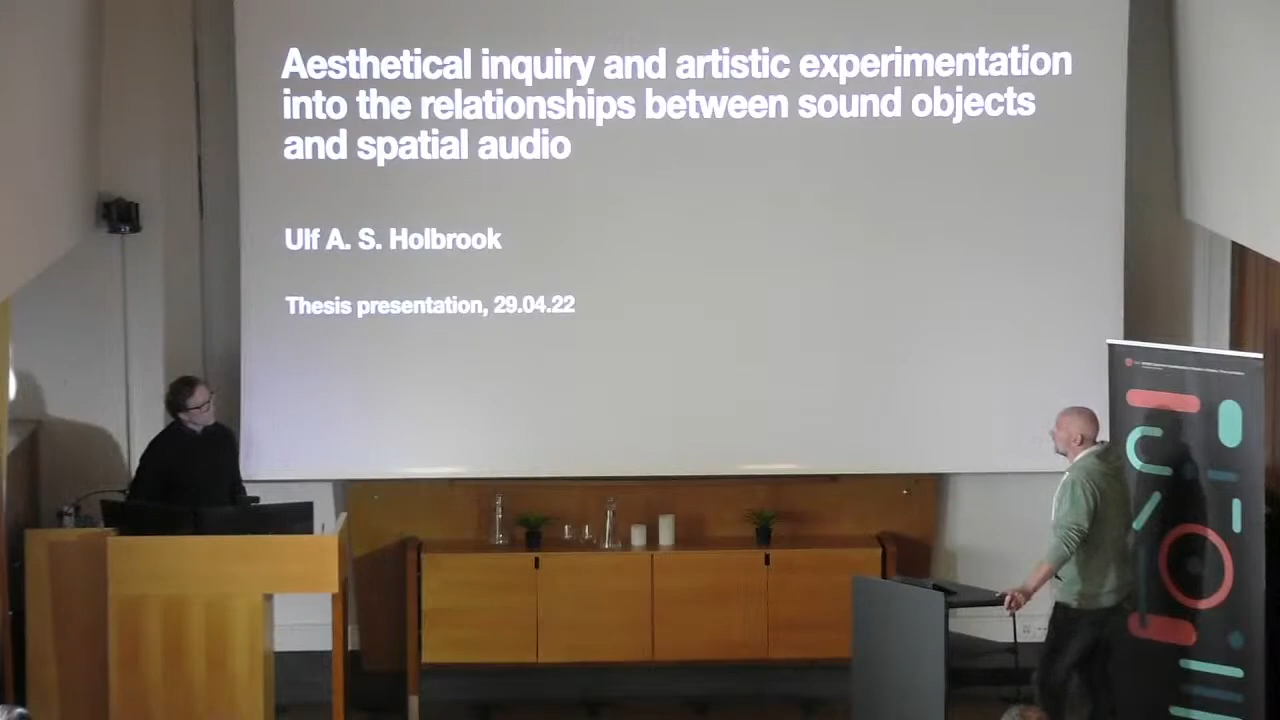 Aesthetical inquiry and artistic experimentation
into the relationships between sound objects
and spatial audio
Ulf A. S. Holbrook
Thesis presentation, 29.04.22